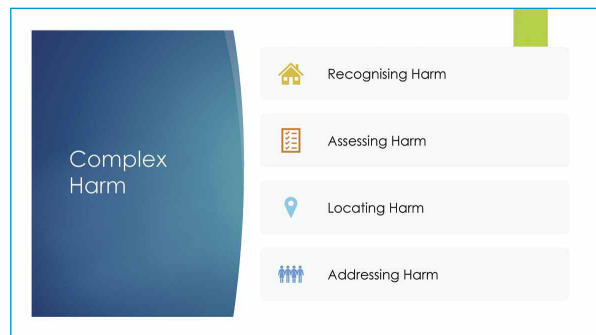 Complex
Harm
Recognising Harm
Assessing Harm
Locating Harm
Addressing Harm